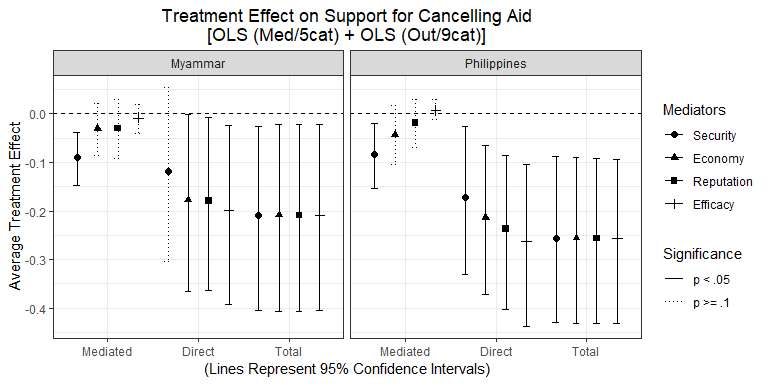 Treatment Effect on Support for Cancelling Aid
[OLS (Med/5cat) + OLS (Out/9cat)]
Myanmar
Philippines
Average Treatment Effect
0.0
-0.1
-0.2
-0.3
-0.4
Mediated Direct Total
Mediated Direct Total
(Lines Represent 95% Confidence Intervals)
Mediators
Security
Economy
Reputation
Efficacy
Significance
p < .05
p >= .1